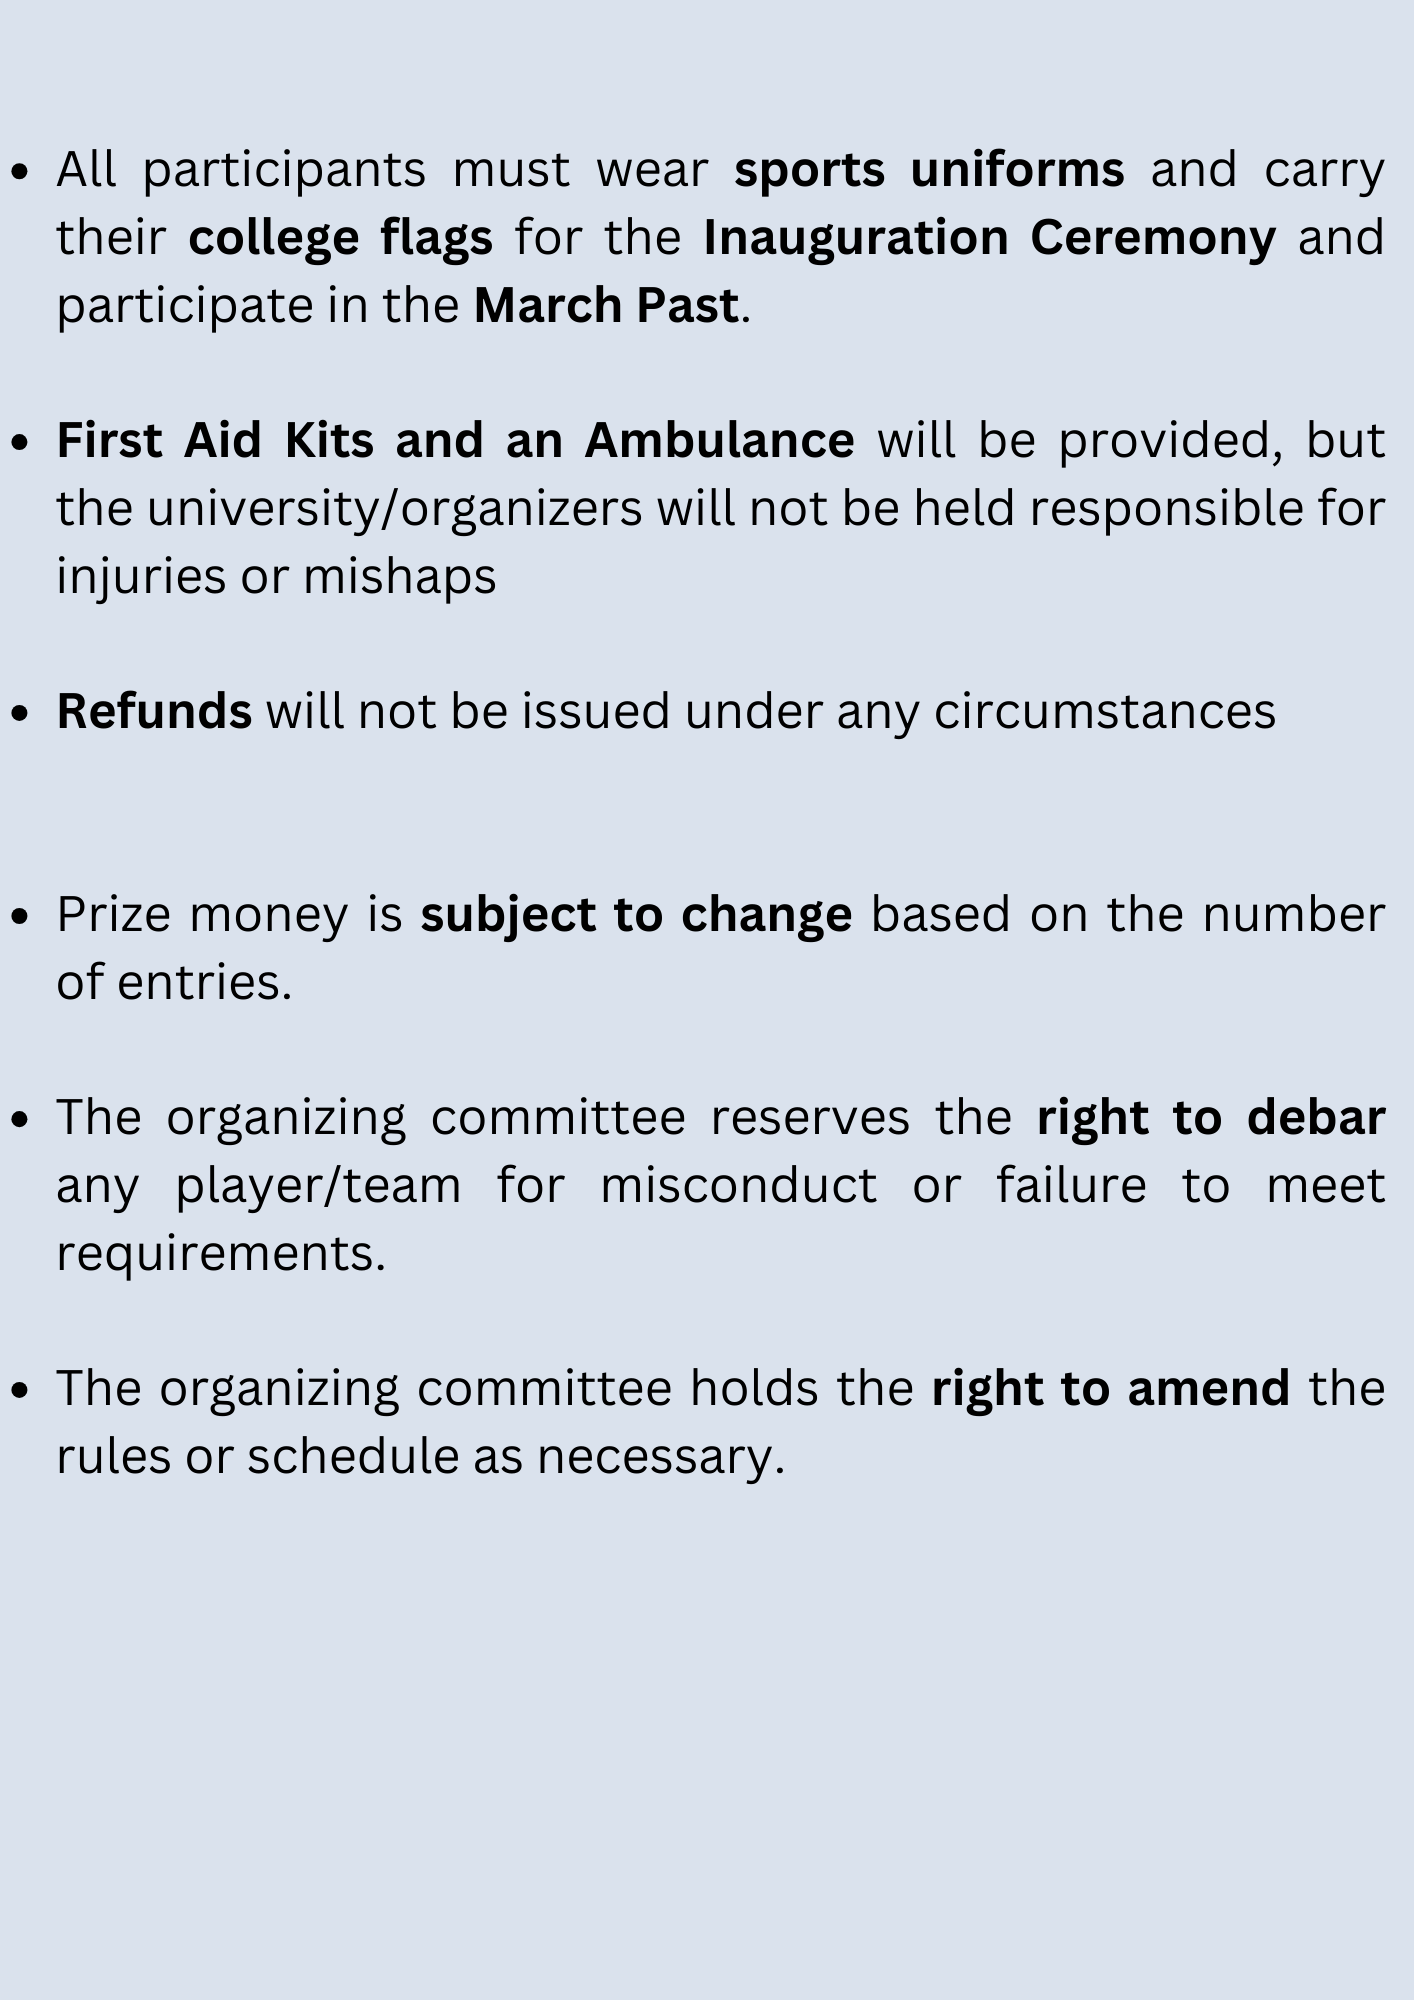 • All participants must wear sports uniforms and carry
their college flags for the Inauguration Ceremony and
participate in the March Past.
• First Aid Kits and an Ambulance will be provided, but
the university/organizers will not be held responsible for
injuries or mishaps
• Refunds will not be issued under any circumstances
• Prize money is subject to change based on the number
of entries.
• The organizing committee reserves the right to debar
any player/team for misconduct or failure to meet
requirements.
• The organizing committee holds the right to amend the
rules or schedule as necessary.